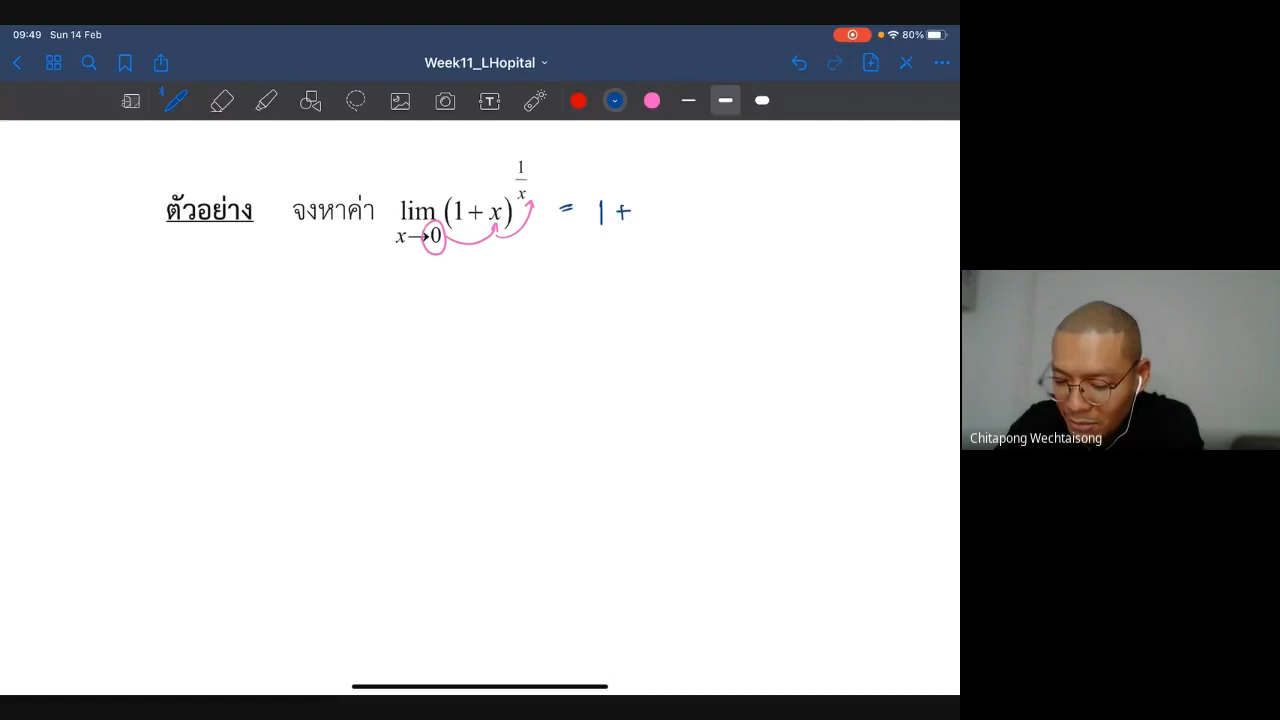 09:49 Sun 14 Feb 80%
Week11_LHopital
T
ตัวอย่าง จงหาค่า lim x→0 (1 + x)^(1/x) = 1 +
Chitapong Wechtaisong